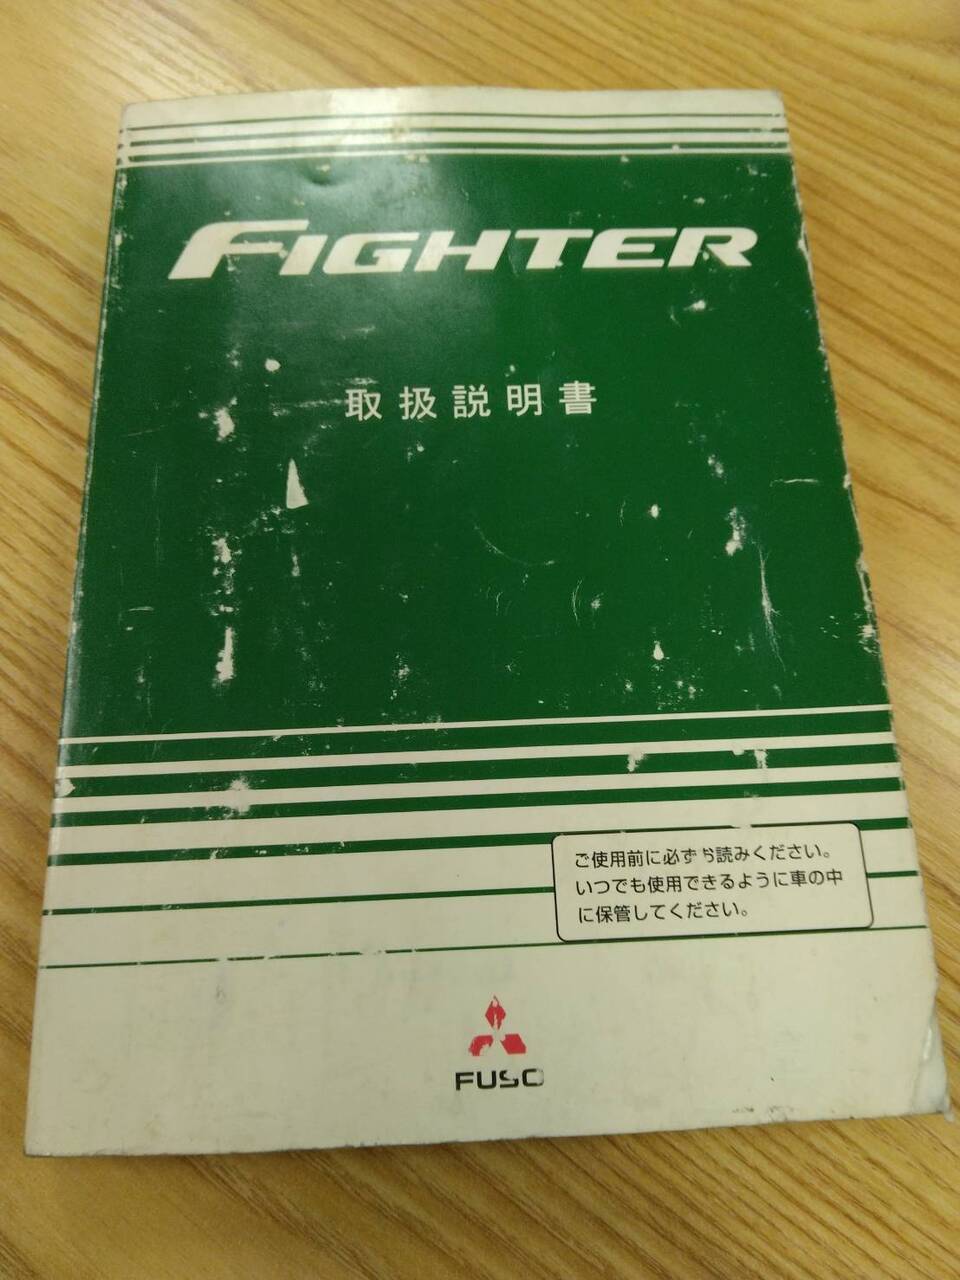 FIGHTER
取扱説明書
ご使用前に必ずお読みください。
いつでも使用できるように車の中
に保管してください。
FUSO